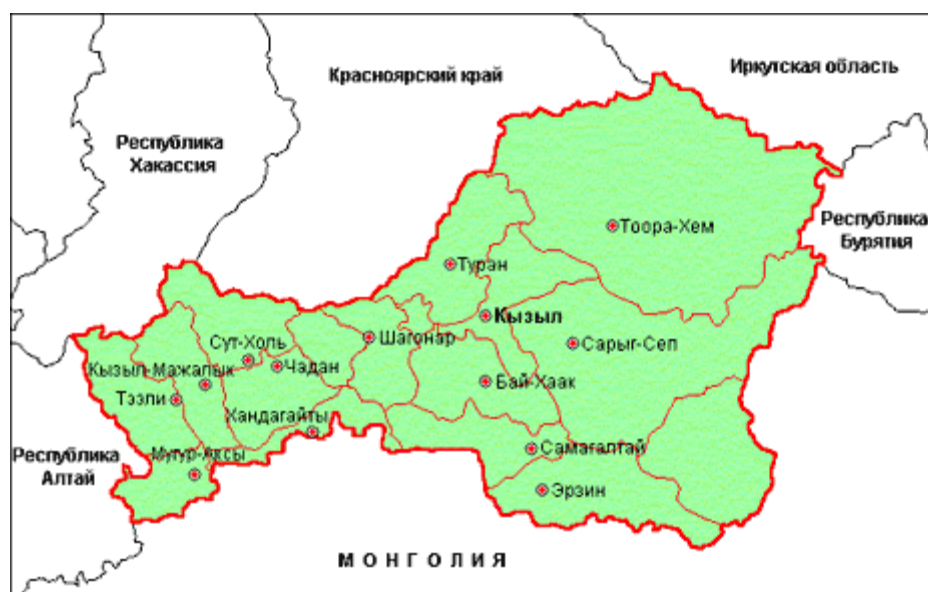 Красноярский край
Иркутская область
Республика
Хакассия
Республика
Бурятия
Тоора-Хем
Туран
Кызыл
Шагонар
Сарыг-Сеп
Сут-Холь
Чадан
Кызыл-Мажалык
Бай-Хаак
Тээли
Хандагайты
Самагалтай
Мугур-Аксы
Республика
Алтай
Эрзин
МОНГОЛИЯ